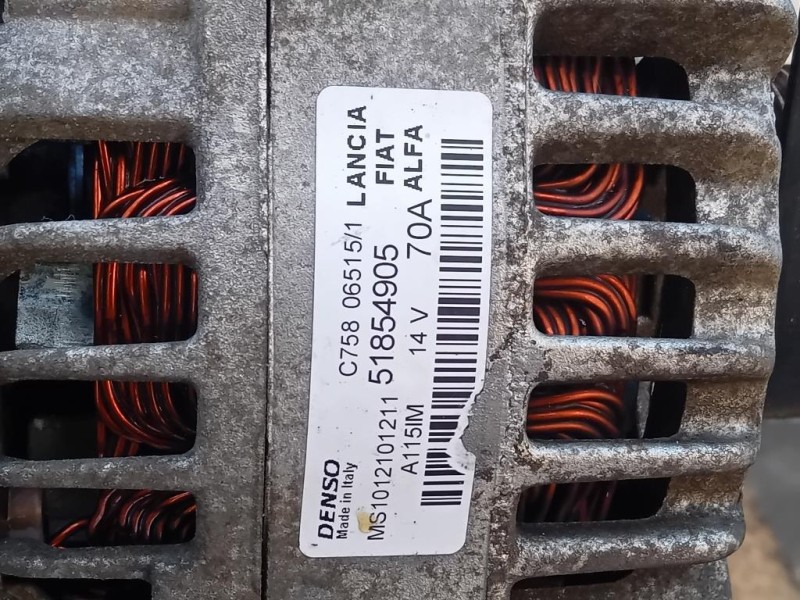 DENSO C758 06515/1 LANCIA
Made in Italy FIAT
MS1012101211 51854905 ALFA
A115IM 14 V 70A